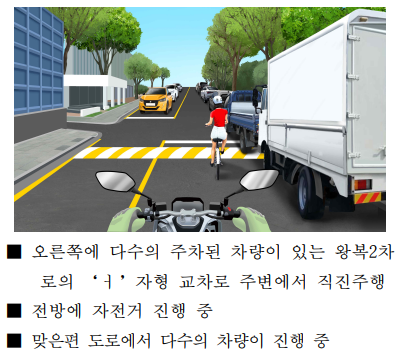 ■ 오른쪽에 다수의 주차된 차량이 있는 왕복2차
로의 ‘ㅓ’자형 교차로 주변에서 직진주행
■ 전방에 자전거 진행 중
■ 맞은편 도로에서 다수의 차량이 진행 중